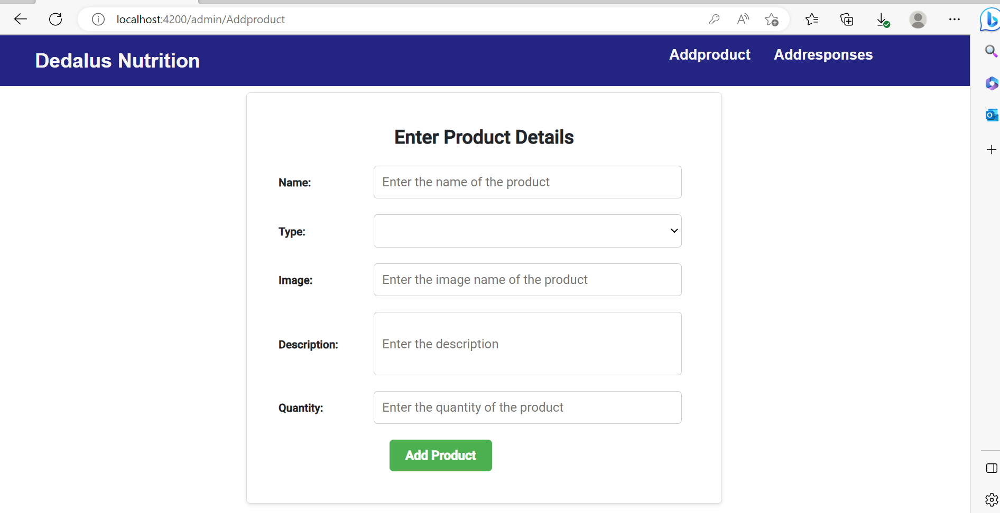 localhost:4200/admin/Addproduct
Dedalus Nutrition
Addproduct Addresponses
Enter Product Details
Name: Enter the name of the product
Type:
Image: Enter the image name of the product
Description: Enter the description
Quantity: Enter the quantity of the product
Add Product